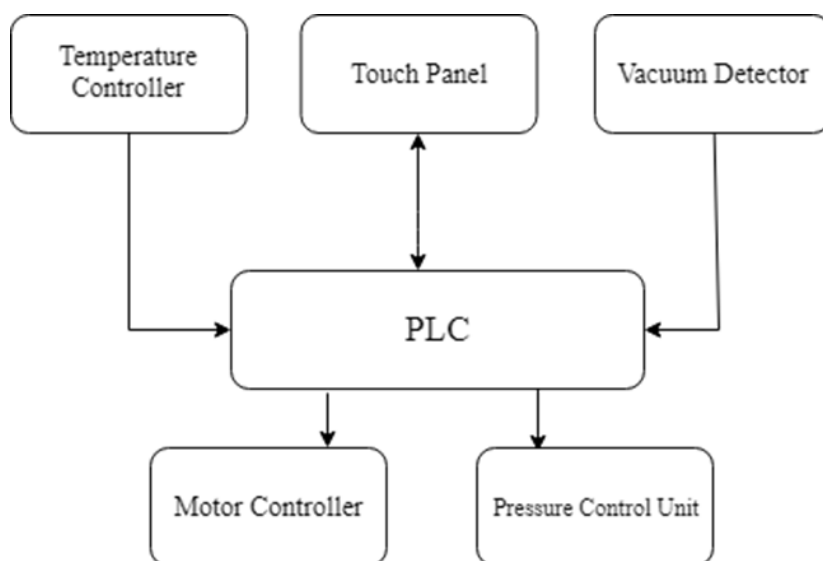 Temperature
Controller
Touch Panel
Vacuum Detector
PLC
Motor Controller
Pressure Control Unit